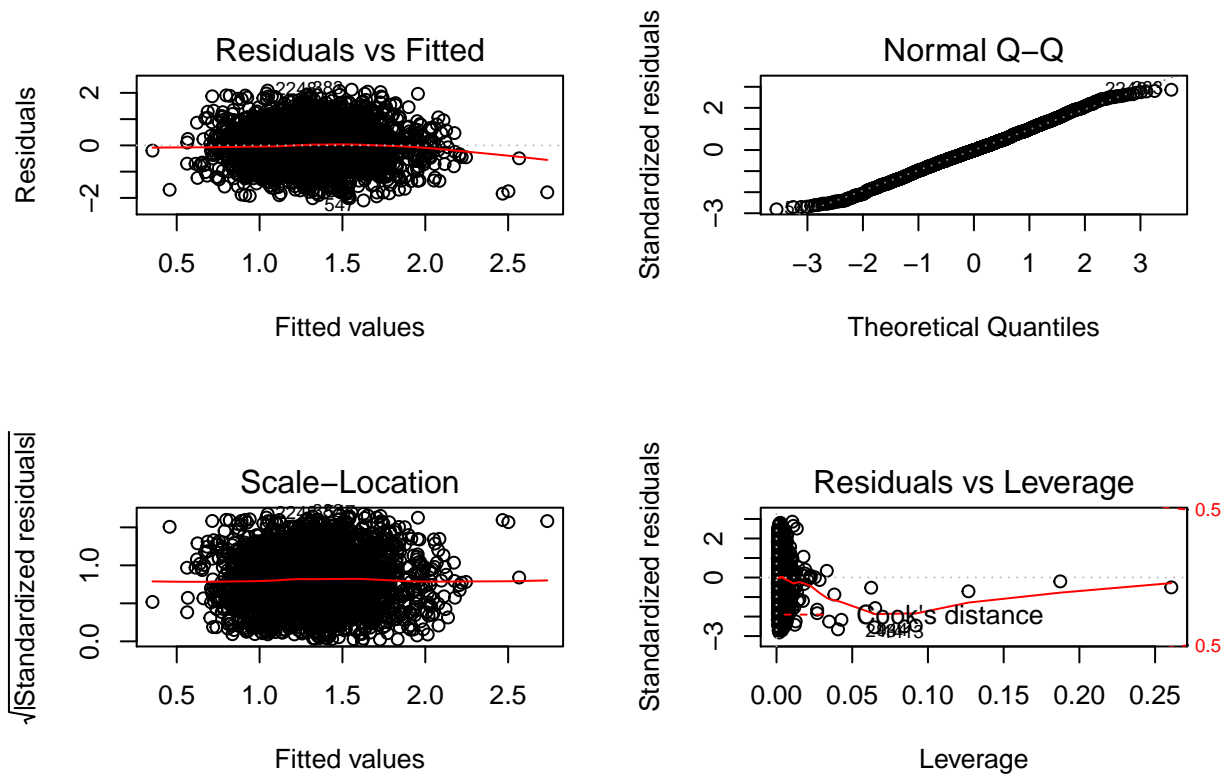 Residuals vs Fitted
Residuals
2
0
−2
0.5 1.0 1.5 2.0 2.5
Fitted values
547
Normal Q−Q
Standardized residuals
2
0
−3
−3 −2 −1 0 1 2 3
Theoretical Quantiles
Scale−Location
√|Standardized residuals|
1.0
0.0
0.5 1.0 1.5 2.0 2.5
Fitted values
Residuals vs Leverage
Standardized residuals
2
0
−3
0.5
0.5
Cook's distance
0.00 0.05 0.10 0.15 0.20 0.25
Leverage